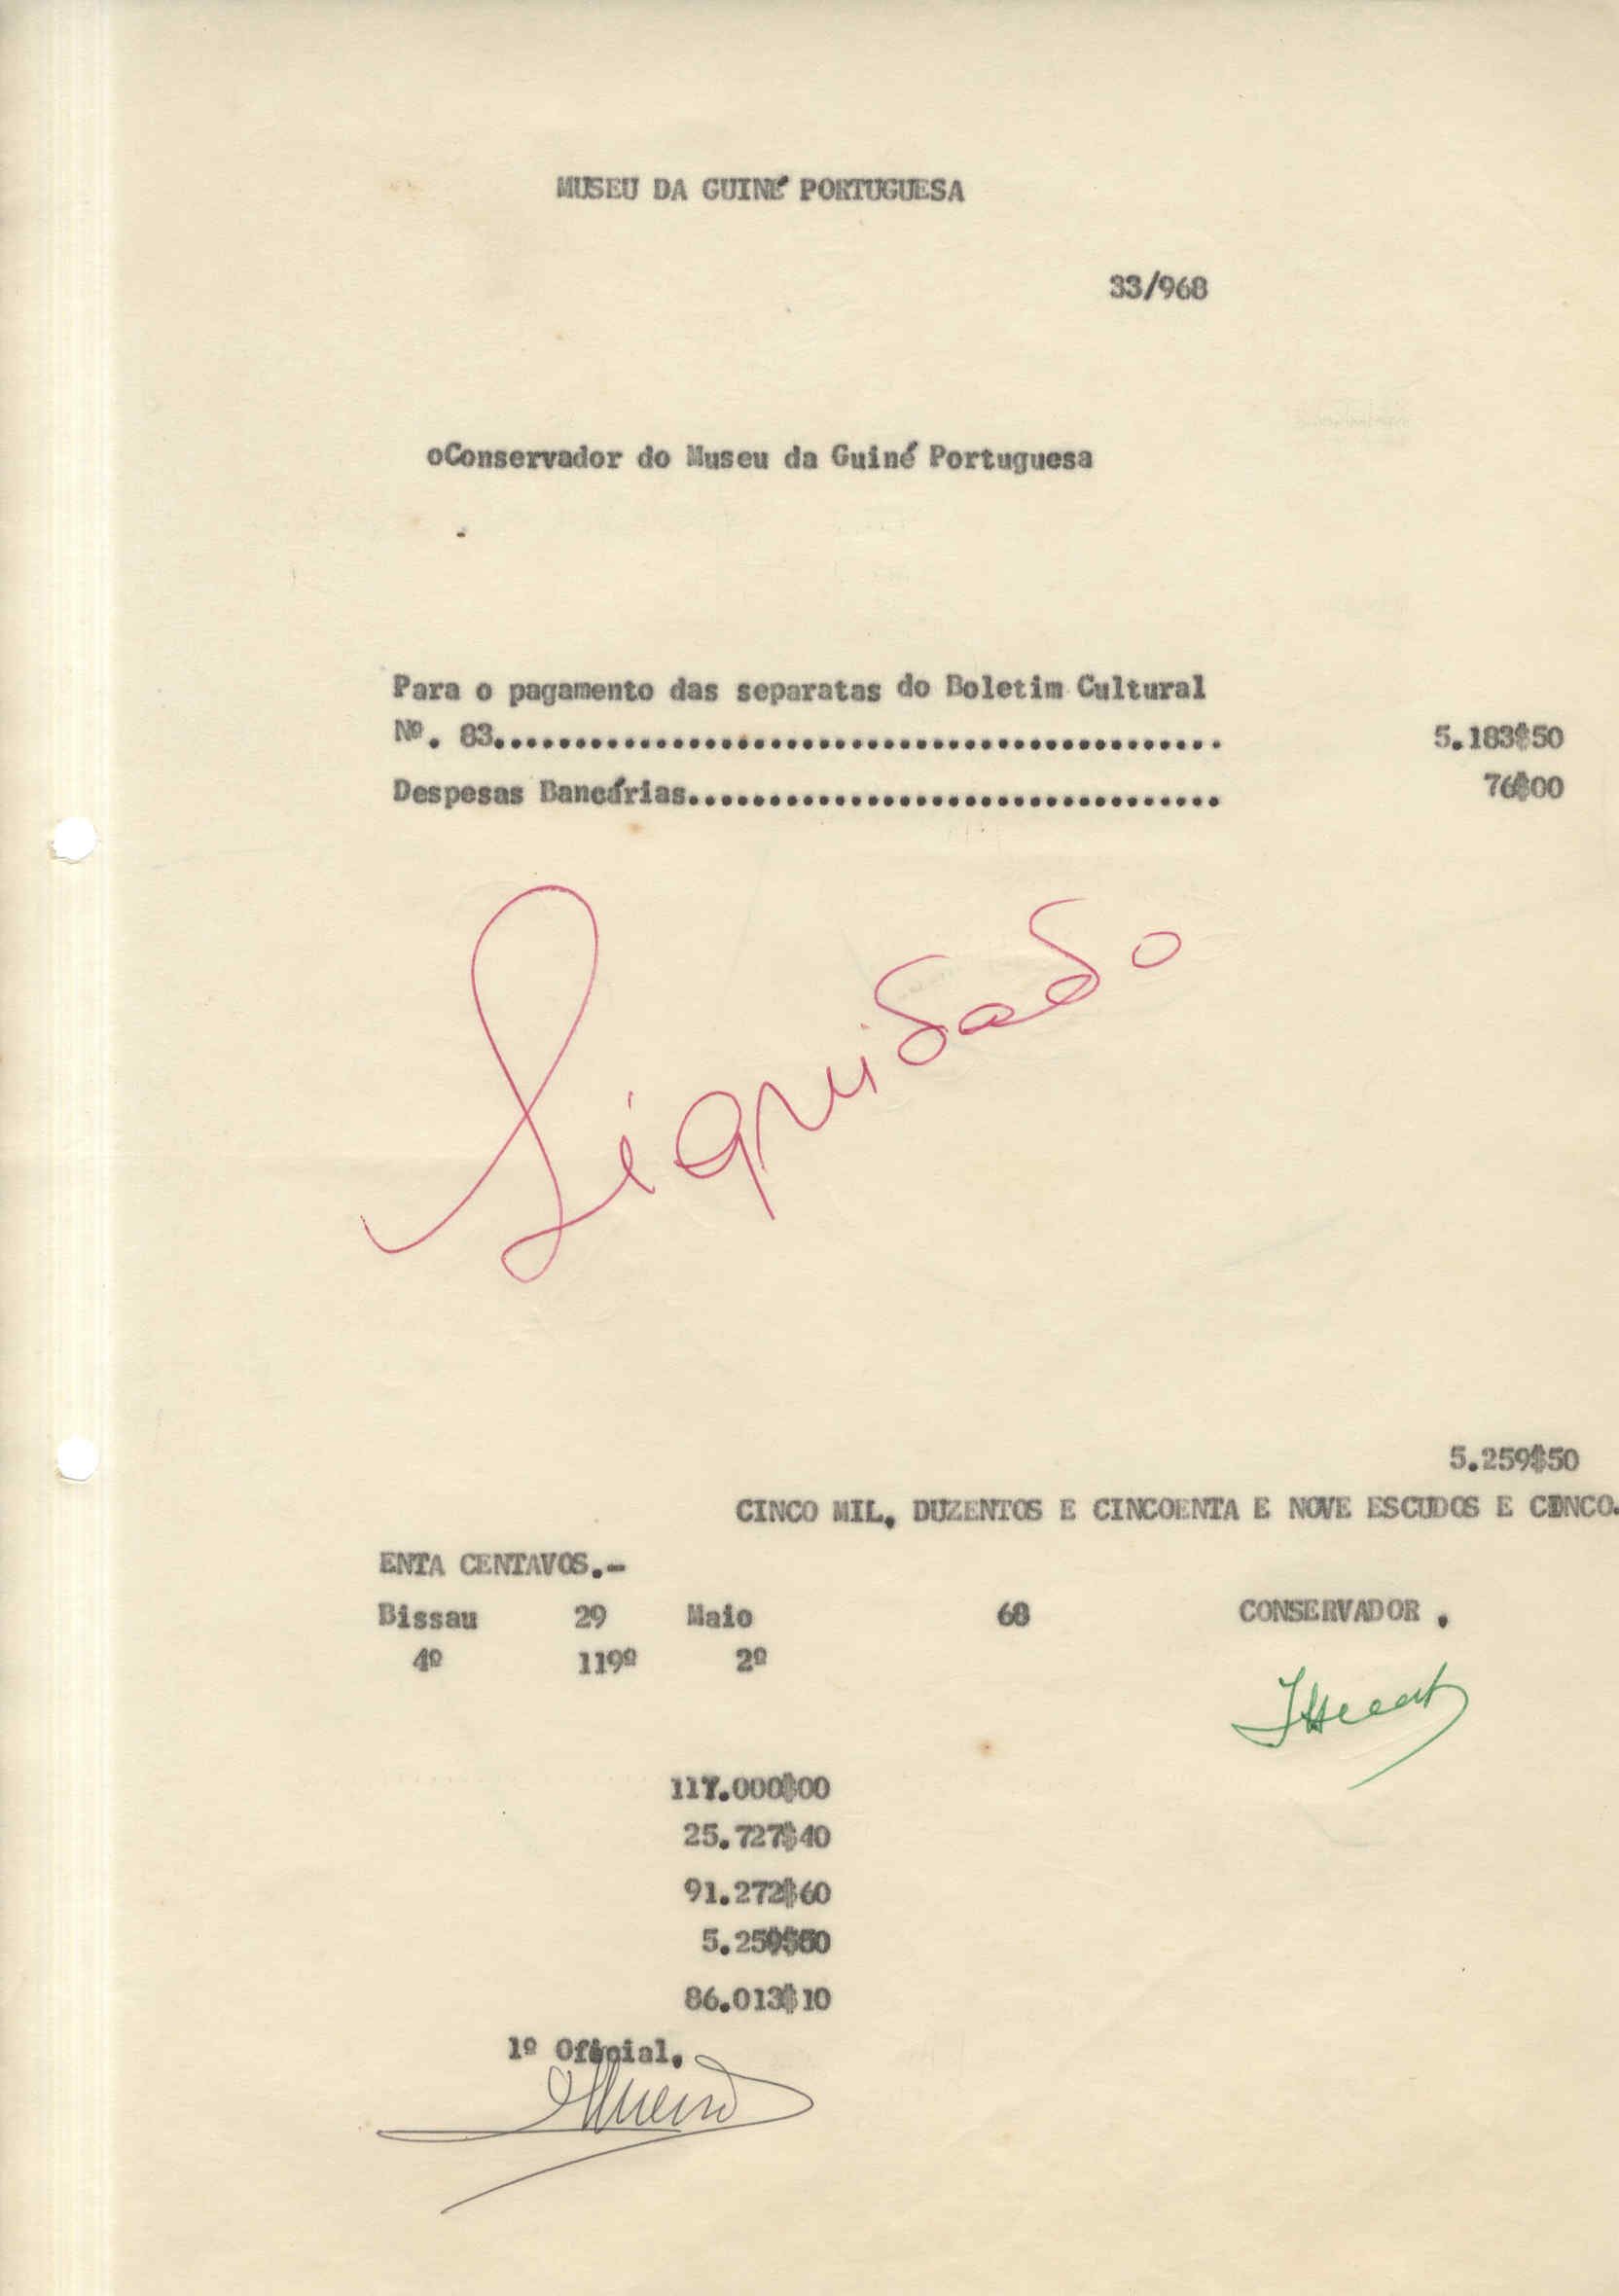 MUSEU DA GUINÉ PORTUGUESA
33/968
oConservador do Museu da Guiné Portuguesa
-
Para o pagamento das separatas do Boletim Cultural
Nº. 83.............................................. 5.183$50
Despesas Bancárias................................. 76$00
Liquidado
5.259$50
CINCO MIL, DUZENTOS E CINCOENTA E NOVE ESCUDOS E CINCO.
ENTA CENTAVOS.-
Bissau 29 Maio 68 CONSERVADOR .
4º 119º 2º
117.000$00
25.727$40
91.272$60
5.259$50
86.013$10
1º Oficial.